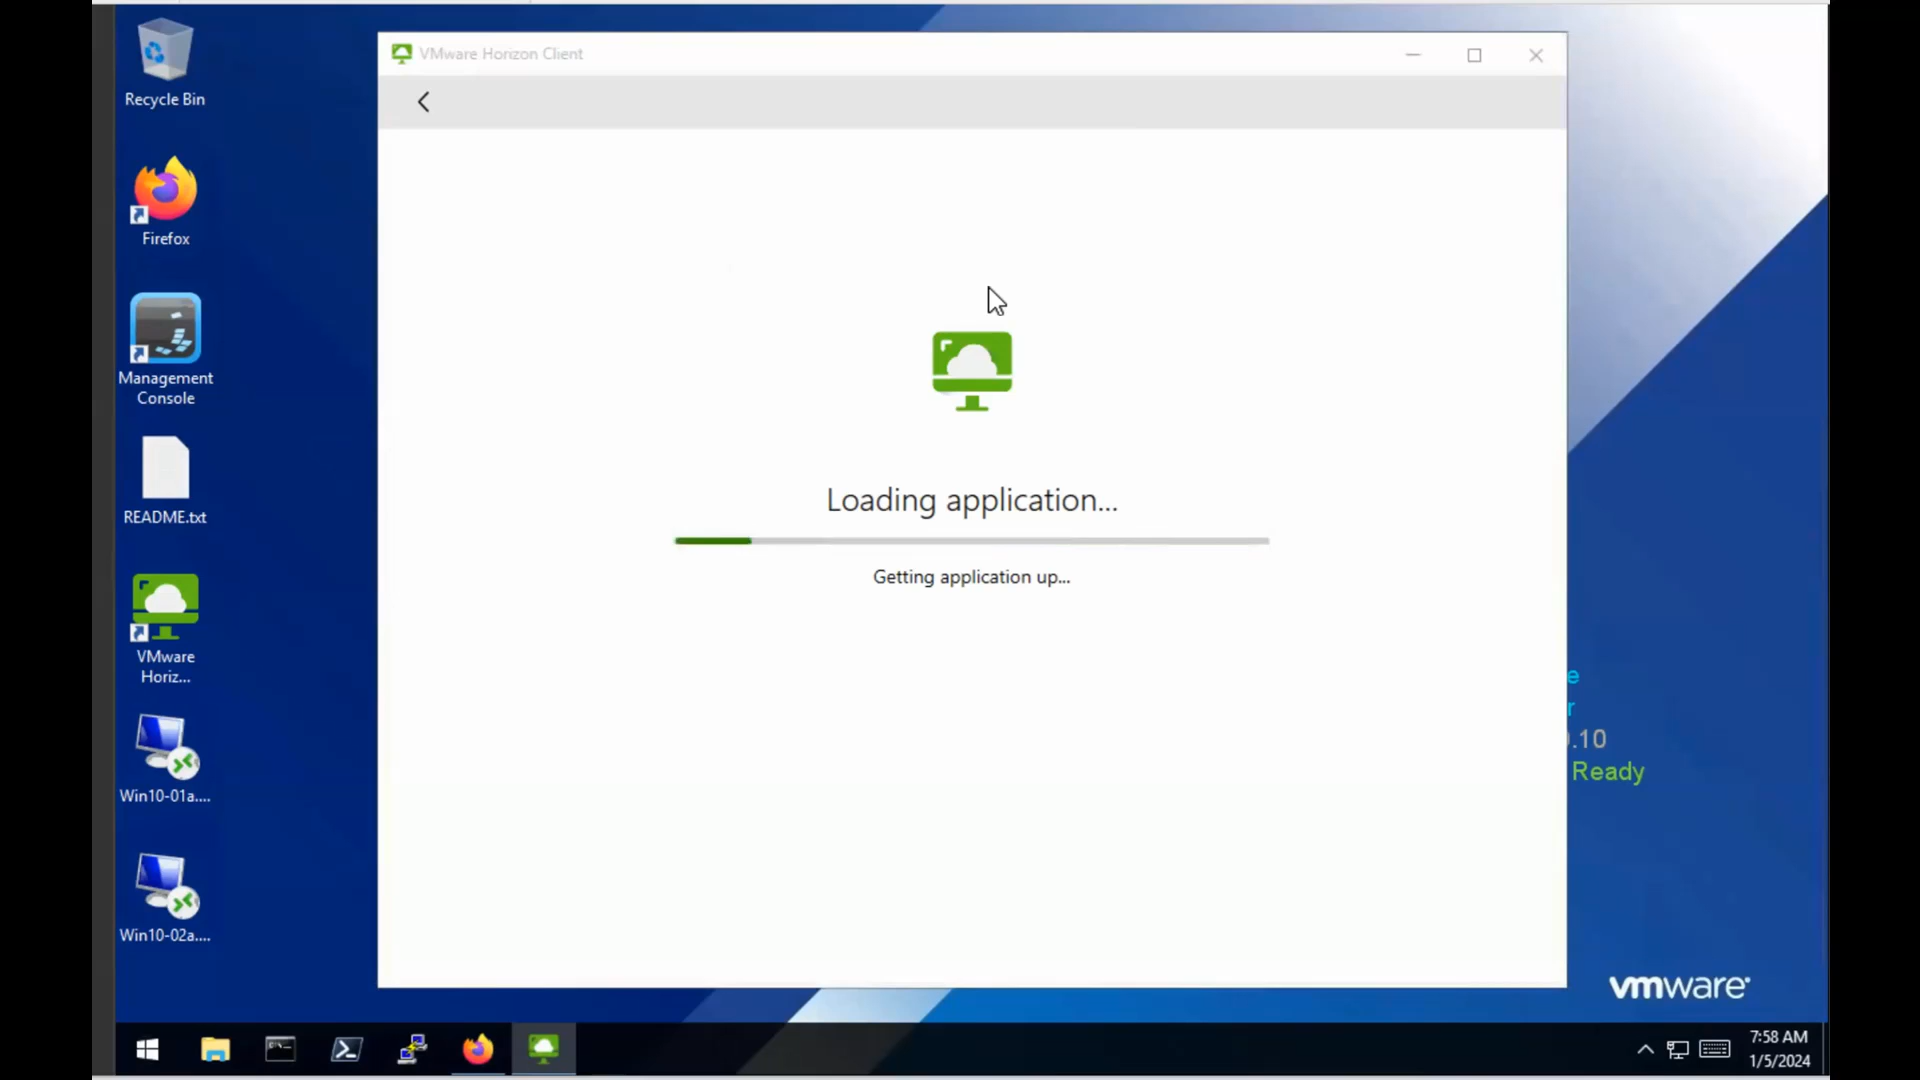 Recycle Bin
Firefox
Management
Console
README.txt
VMware
Horiz...
Win10-01a....
Win10-02a....
VMware Horizon Client
Loading application...
Getting application up...
e
r
.10
Ready
vmware
7:58 AM
1/5/2024